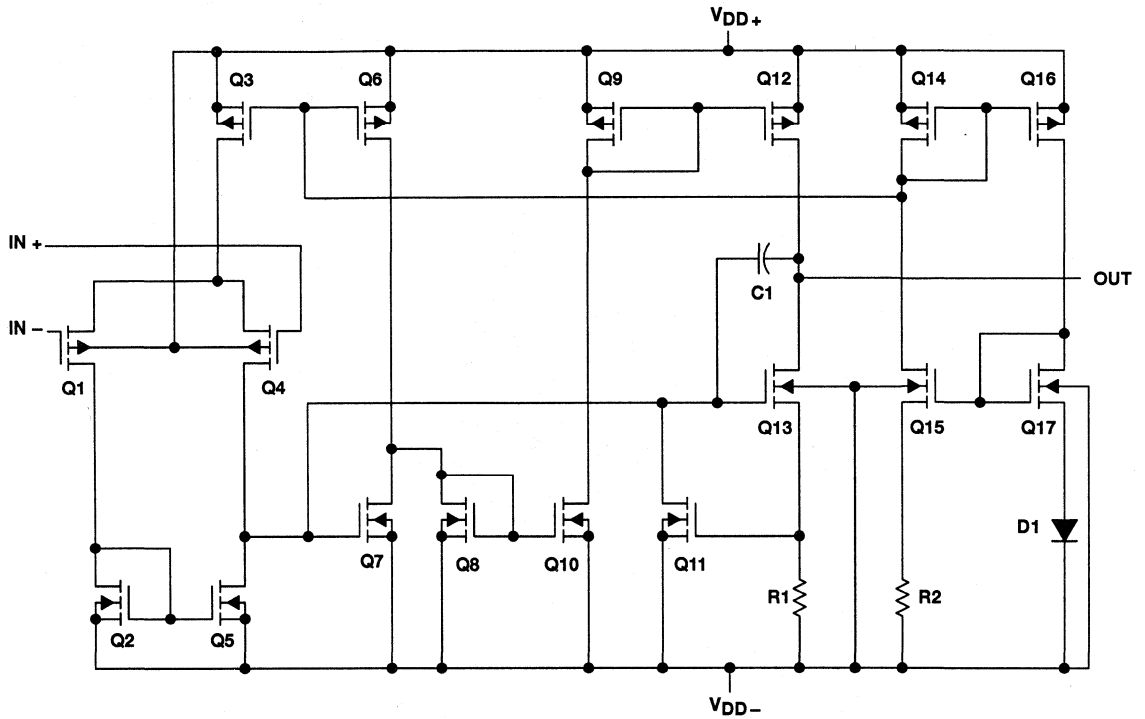 VDD+
Q3
Q6
Q9
Q12
Q14
Q16
IN +
C1
OUT
IN −
Q1
Q4
Q13
Q15
Q17
D1
Q7
Q8
Q10
Q11
R1
R2
Q2
Q5
VDD−